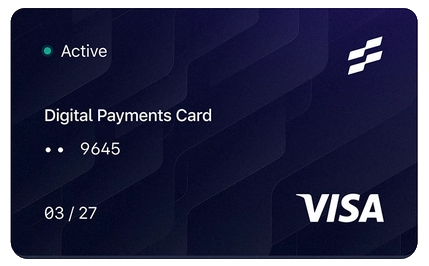 Active
Digital Payments Card
•• 9645
03 / 27
VISA